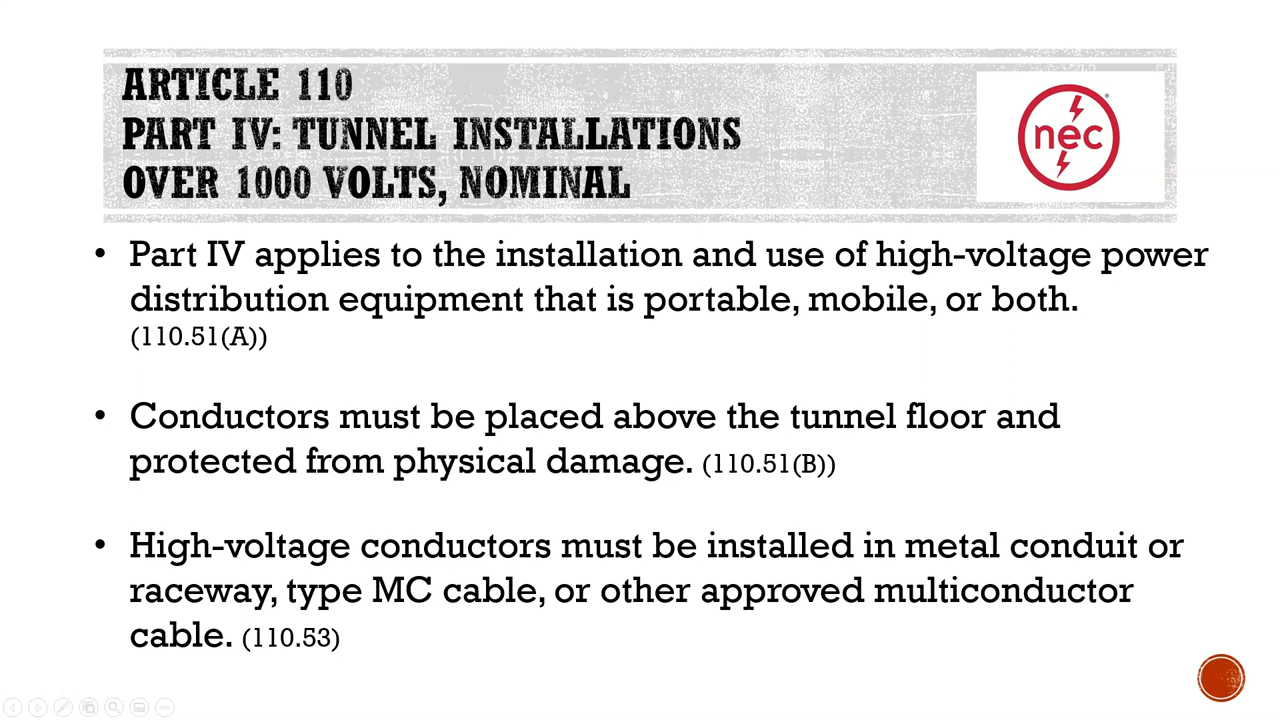 ARTICLE 110
PART IV: TUNNEL INSTALLATIONS
OVER 1000 VOLTS, NOMINAL
nec
• Part IV applies to the installation and use of high-voltage power
distribution equipment that is portable, mobile, or both.
(110.51(A))
• Conductors must be placed above the tunnel floor and
protected from physical damage. (110.51(B))
• High-voltage conductors must be installed in metal conduit or
raceway, type MC cable, or other approved multiconductor
cable. (110.53)